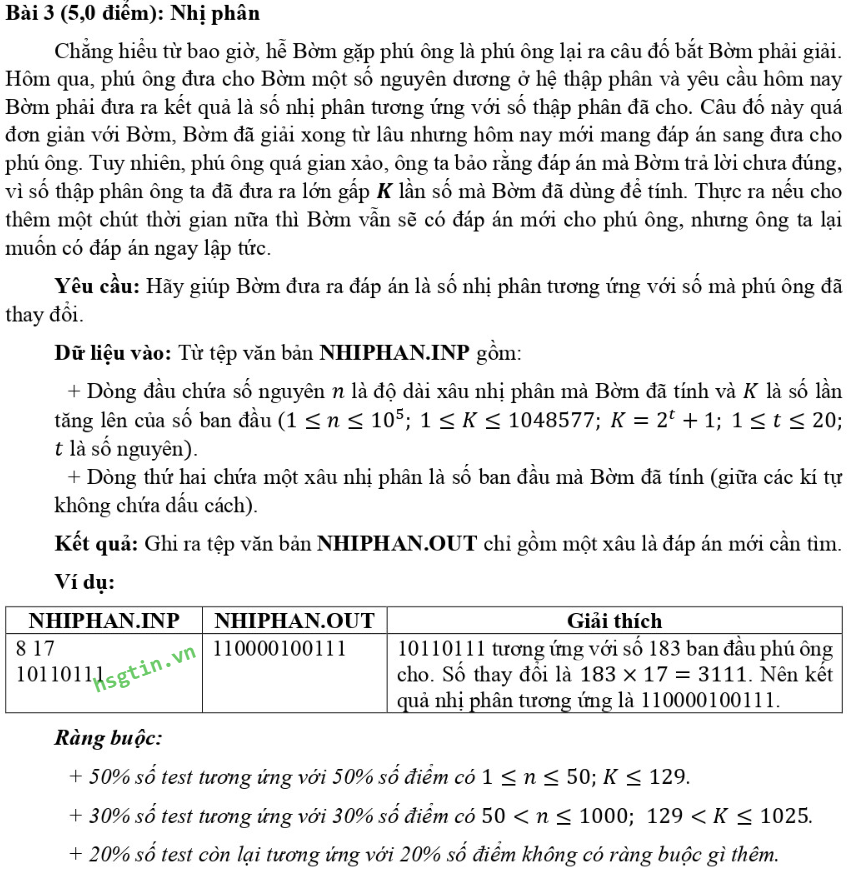 Bài 3 (5,0 điểm): Nhị phân
Chẳng hiểu từ bao giờ, hễ Bờm gặp phú ông là phú ông lại ra câu đố bắt Bờm phải giải.
Hôm qua, phú ông đưa cho Bờm một số nguyên dương ở hệ thập phân và yêu cầu hôm nay
Bờm phải đưa ra kết quả là số nhị phân tương ứng với số thập phân đã cho. Câu đố này quá
đơn giản với Bờm, Bờm đã giải xong từ lâu nhưng hôm nay mới mang đáp án sang đưa cho
phú ông. Tuy nhiên, phú ông quá gian xảo, ông ta bảo rằng đáp án mà Bờm trả lời chưa đúng,
vì số thập phân ông ta đã đưa ra lớn gấp K lần số mà Bờm đã dùng để tính. Thực ra nếu cho
thêm một chút thời gian nữa thì Bờm vẫn sẽ có đáp án mới cho phú ông, nhưng ông ta lại
muốn có đáp án ngay lập tức.
Yêu cầu: Hãy giúp Bờm đưa ra đáp án là số nhị phân tương ứng với số mà phú ông đã
thay đổi.
Dữ liệu vào: Từ tệp văn bản NHIPHAN.INP gồm:
+ Dòng đầu chứa số nguyên n là độ dài xâu nhị phân mà Bờm đã tính và K là số lần
tăng lên của số ban đầu (1 ≤ n ≤ 10⁵; 1 ≤ K ≤ 1048577; K = 2ᵗ + 1; 1 ≤ t ≤ 20;
t là số nguyên).
+ Dòng thứ hai chứa một xâu nhị phân là số ban đầu mà Bờm đã tính (giữa các kí tự
không chứa dấu cách).
Kết quả: Ghi ra tệp văn bản NHIPHAN.OUT chỉ gồm một xâu là đáp án mới cần tìm.
Ví dụ:
NHIPHAN.INP NHIPHAN.OUT Giải thích
8 17 110000100111 10110111 tương ứng với số 183 ban đầu phú ông
10110111 cho. Số thay đổi là 183 × 17 = 3111. Nên kết
quả nhị phân tương ứng là 110000100111.
hsgtin.vn
Ràng buộc:
+ 50% số test tương ứng với 50% số điểm có 1 ≤ n ≤ 50; K ≤ 129.
+ 30% số test tương ứng với 30% số điểm có 50 < n ≤ 1000; 129 < K ≤ 1025.
+ 20% số test còn lại tương ứng với 20% số điểm không có ràng buộc gì thêm.